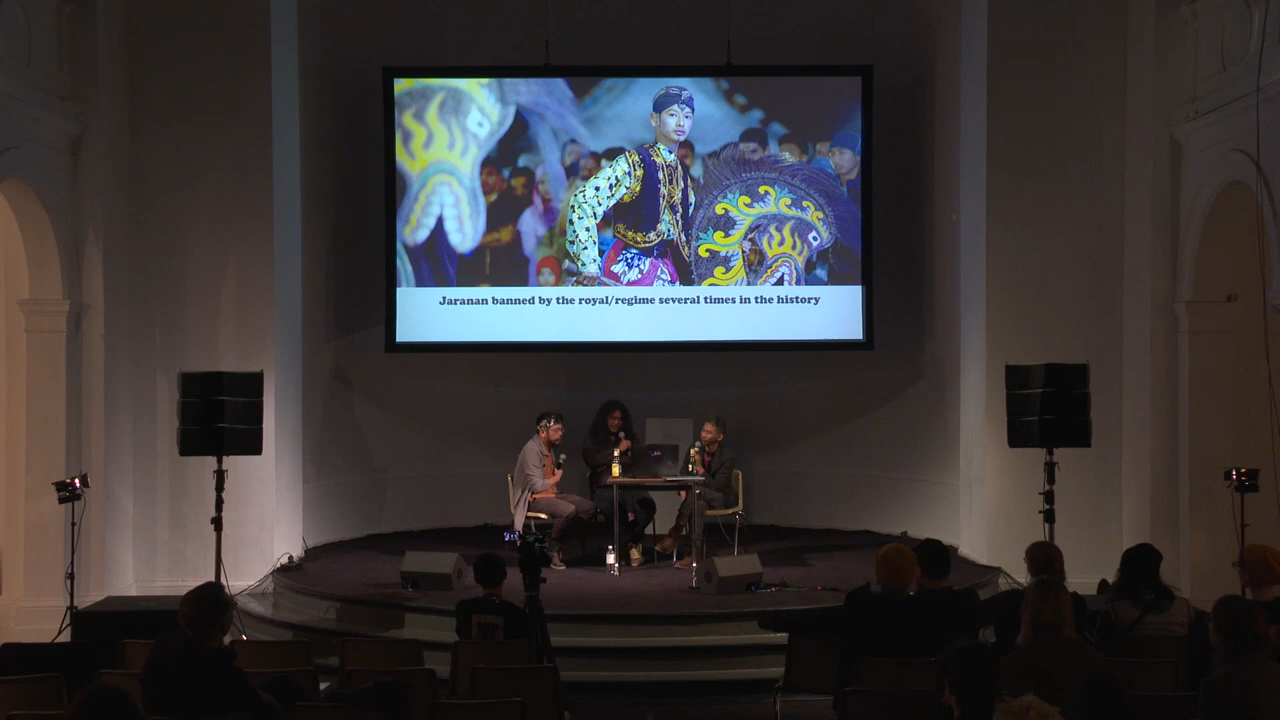 Jaranan banned by the royal/regime several times in the history